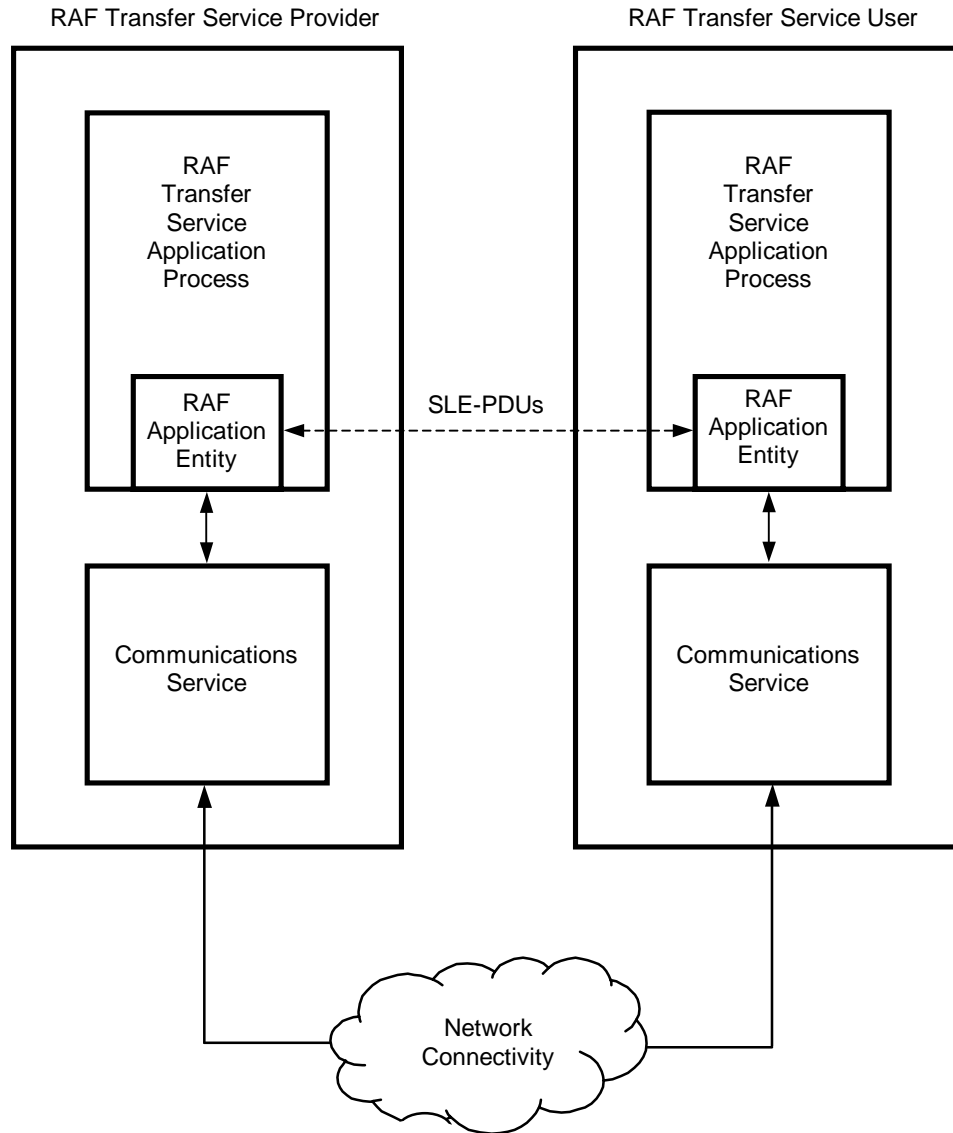 RAF Transfer Service Provider
RAF Transfer Service User
RAF
Transfer
Service
Application
Process
RAF
Transfer
Service
Application
Process
RAF
Application
Entity
SLE-PDUs
RAF
Application
Entity
Communications
Service
Communications
Service
Network
Connectivity